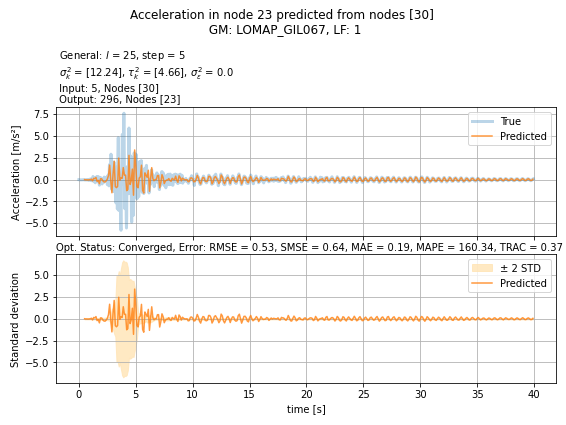 Acceleration in node 23 predicted from nodes [30]
GM: LOMAP_GIL067, LF: 1
General: l = 25, step = 5
σ²ₖ = [12.24], τ²ₖ = [4.66], σ²ε = 0.0
Input: 5, Nodes [30]
Output: 296, Nodes [23]
Acceleration [m/s²]
7.5
5.0
2.5
0.0
−2.5
−5.0
True
Predicted
Opt. Status: Converged, Error: RMSE = 0.53, SMSE = 0.64, MAE = 0.19, MAPE = 160.34, TRAC = 0.37
Standard deviation
5.0
2.5
0.0
−2.5
−5.0
± 2 STD
Predicted
0 5 10 15 20 25 30 35 40
time [s]